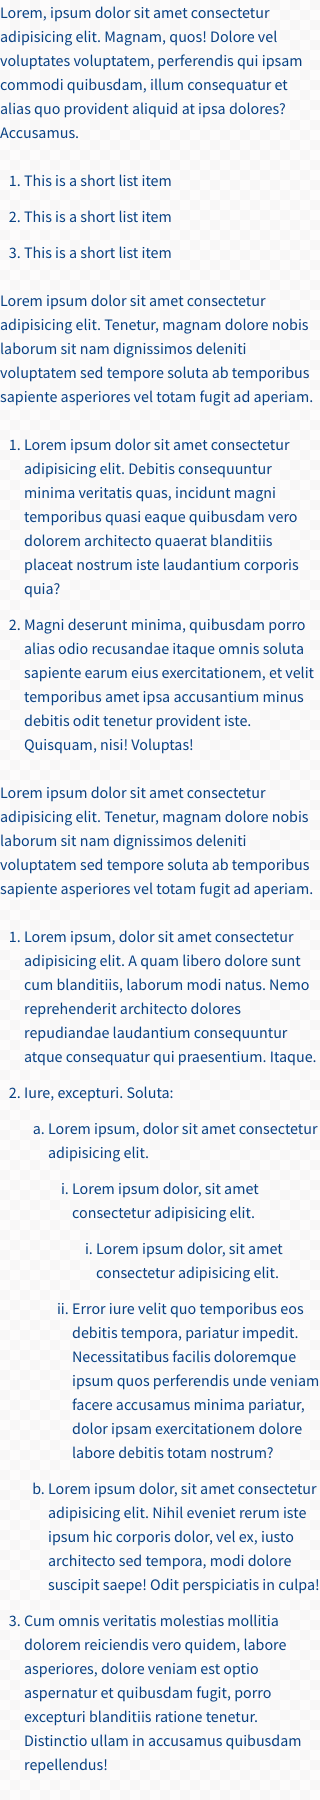 Lorem, ipsum dolor sit amet consectetur
adipisicing elit. Magnam, quos! Dolore vel
voluptates voluptatem, perferendis qui ipsam
commodi quibusdam, illum consequatur et
alias quo provident aliquid at ipsa dolores?
Accusamus.
1. This is a short list item
2. This is a short list item
3. This is a short list item
Lorem ipsum dolor sit amet consectetur
adipisicing elit. Tenetur, magnam dolore nobis
laborum sit nam dignissimos deleniti
voluptatem sed tempore soluta ab temporibus
sapiente asperiores vel totam fugit ad aperiam.
1. Lorem ipsum dolor sit amet consectetur
adipisicing elit. Debitis consequuntur
minima veritatis quas, incidunt magni
temporibus quasi eaque quibusdam vero
dolorem architecto quaerat blanditiis
placeat nostrum iste laudantium corporis
quia?
2. Magni deserunt minima, quibusdam porro
alias odio recusandae itaque omnis soluta
sapiente earum eius exercitationem, et velit
temporibus amet ipsa accusantium minus
debitis odit tenetur provident iste.
Quisquam, nisi! Voluptas!
Lorem ipsum dolor sit amet consectetur
adipisicing elit. Tenetur, magnam dolore nobis
laborum sit nam dignissimos deleniti
voluptatem sed tempore soluta ab temporibus
sapiente asperiores vel totam fugit ad aperiam.
1. Lorem ipsum, dolor sit amet consectetur
adipisicing elit. A quam libero dolore sunt
cum blanditiis, laborum modi natus. Nemo
reprehenderit architecto dolores
repudiandae laudantium consequuntur
atque consequatur qui praesentium. Itaque.
2. Iure, excepturi. Soluta:
a. Lorem ipsum, dolor sit amet consectetur
adipisicing elit.
i. Lorem ipsum dolor, sit amet
consectetur adipisicing elit.
i. Lorem ipsum dolor, sit amet
consectetur adipisicing elit.
ii. Error iure velit quo temporibus eos
debitis tempora, pariatur impedit.
Necessitatibus facilis doloremque
ipsum quos perferendis unde veniam
facere accusamus minima pariatur,
dolor ipsam exercitationem dolore
labore debitis totam nostrum?
b. Lorem ipsum dolor, sit amet consectetur
adipisicing elit. Nihil eveniet rerum iste
ipsum hic corporis dolor, vel ex, iusto
architecto sed tempora, modi dolore
suscipit saepe! Odit perspiciatis in culpa!
3. Cum omnis veritatis molestias mollitia
dolorem reiciendis vero quidem, labore
asperiores, dolore veniam est optio
aspernatur et quibusdam fugit, porro
excepturi blanditiis ratione tenetur.
Distinctio ullam in accusamus quibusdam
repellendus!